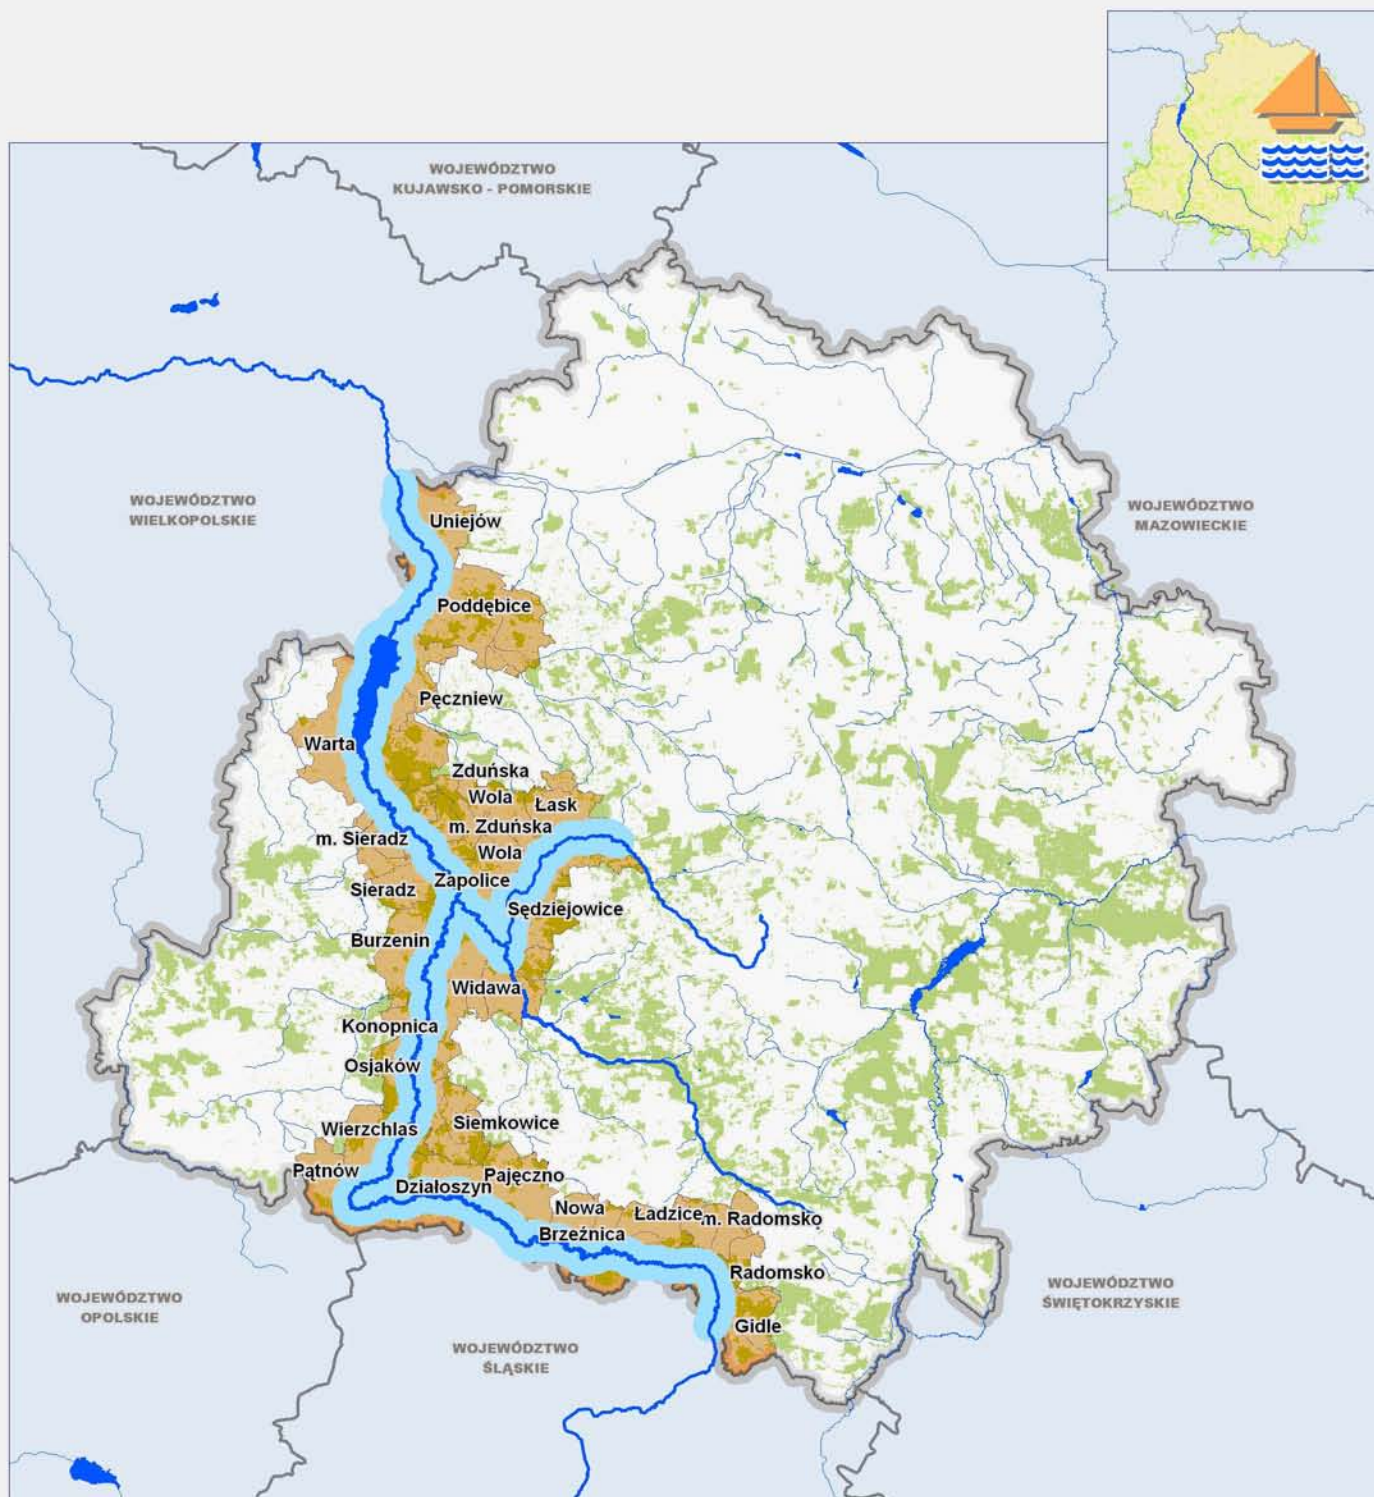 WOJEWÓDZTWO
KUJAWSKO - POMORSKIE
WOJEWÓDZTWO
WIELKOPOLSKIE
WOJEWÓDZTWO
MAZOWIECKIE
Uniejów
Poddębice
Pęczniew
Warta
Zduńska
Wola
Łask
m. Zduńska
Wola
m. Sieradz
Zapolice
Sieradz
Sędziejowice
Burzenin
Widawa
Konopnica
Osjaków
Siemkowice
Wierzchlas
Pątnów
Pajęczno
Działoszyn
Nowa
Brzeźnica
Ładzice
m. Radomsko
Radomsko
Gidle
WOJEWÓDZTWO
OPOLSKIE
WOJEWÓDZTWO
ŚLĄSKIE
WOJEWÓDZTWO
ŚWIĘTOKRZYSKIE